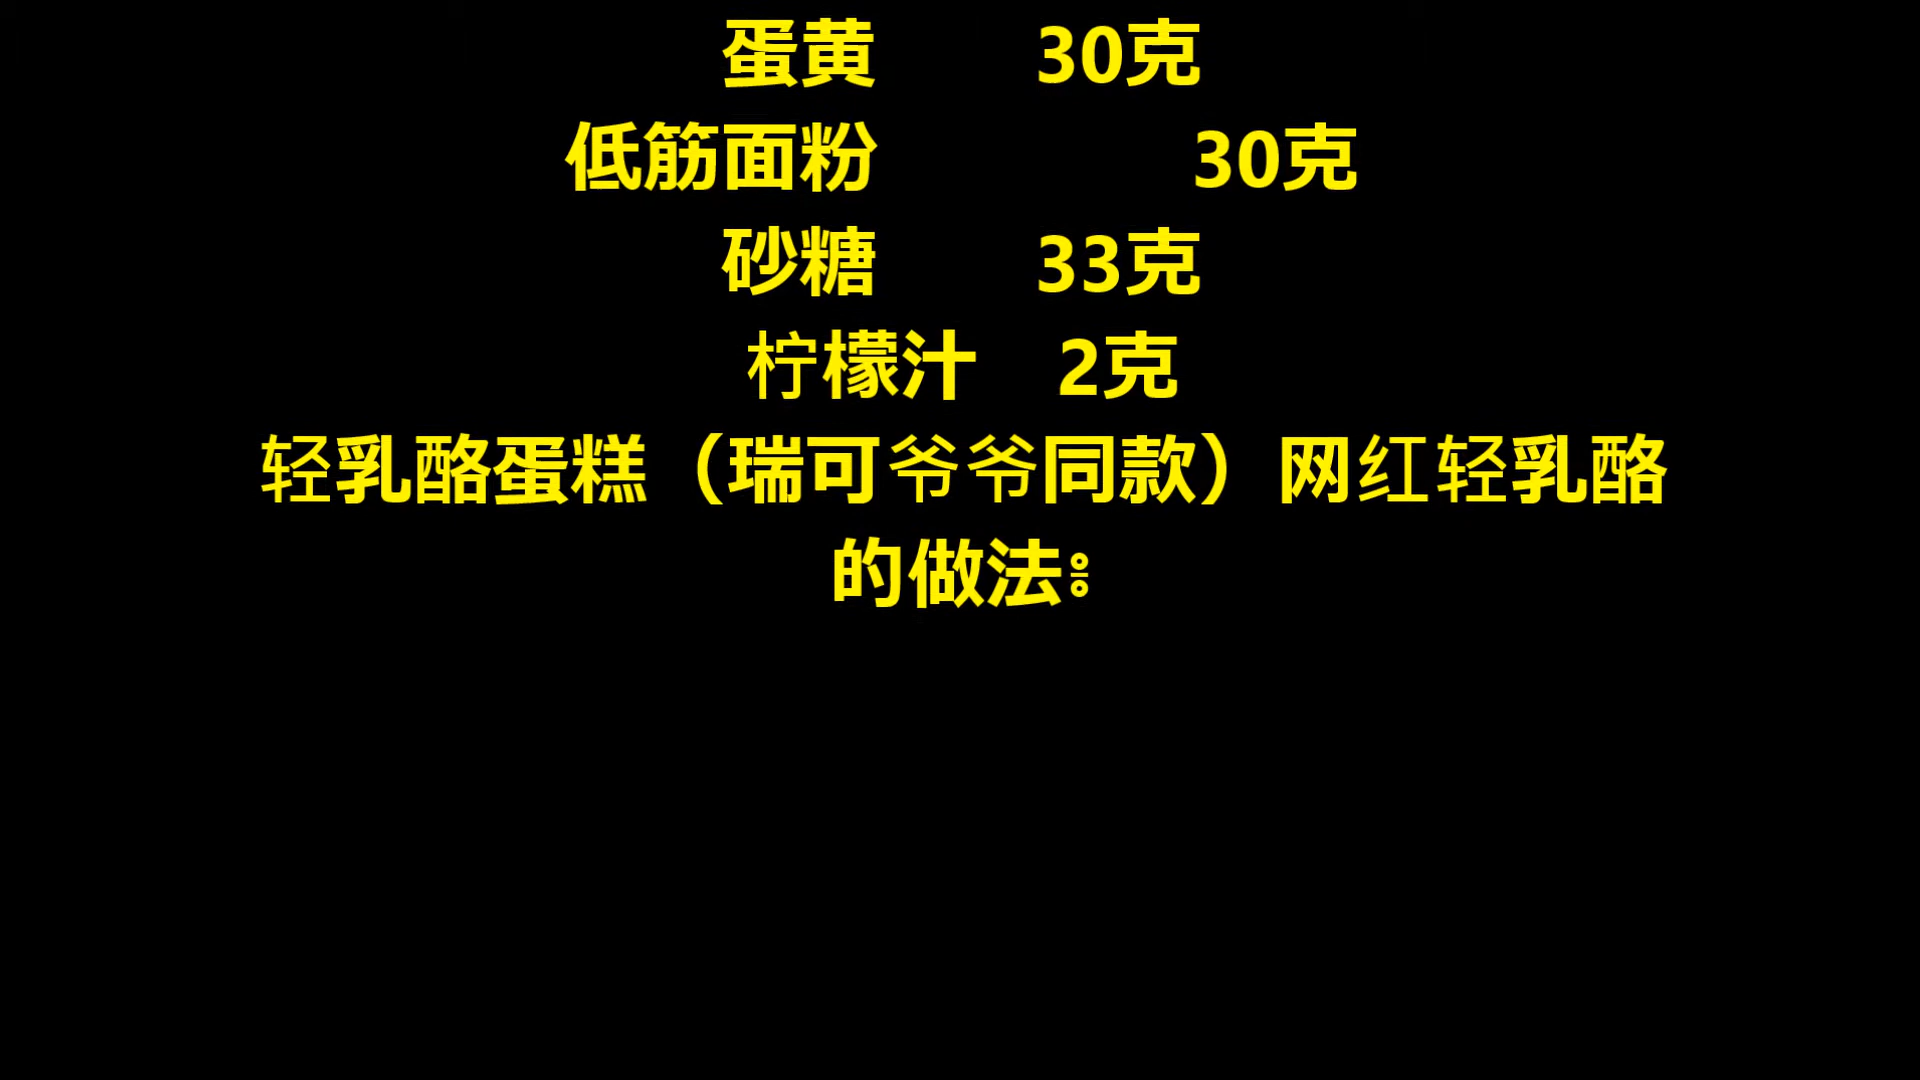 蛋黄 30克
低筋面粉 30克
砂糖 33克
柠檬汁 2克
轻乳酪蛋糕（瑞可爷爷同款）网红轻乳酪
的做法：